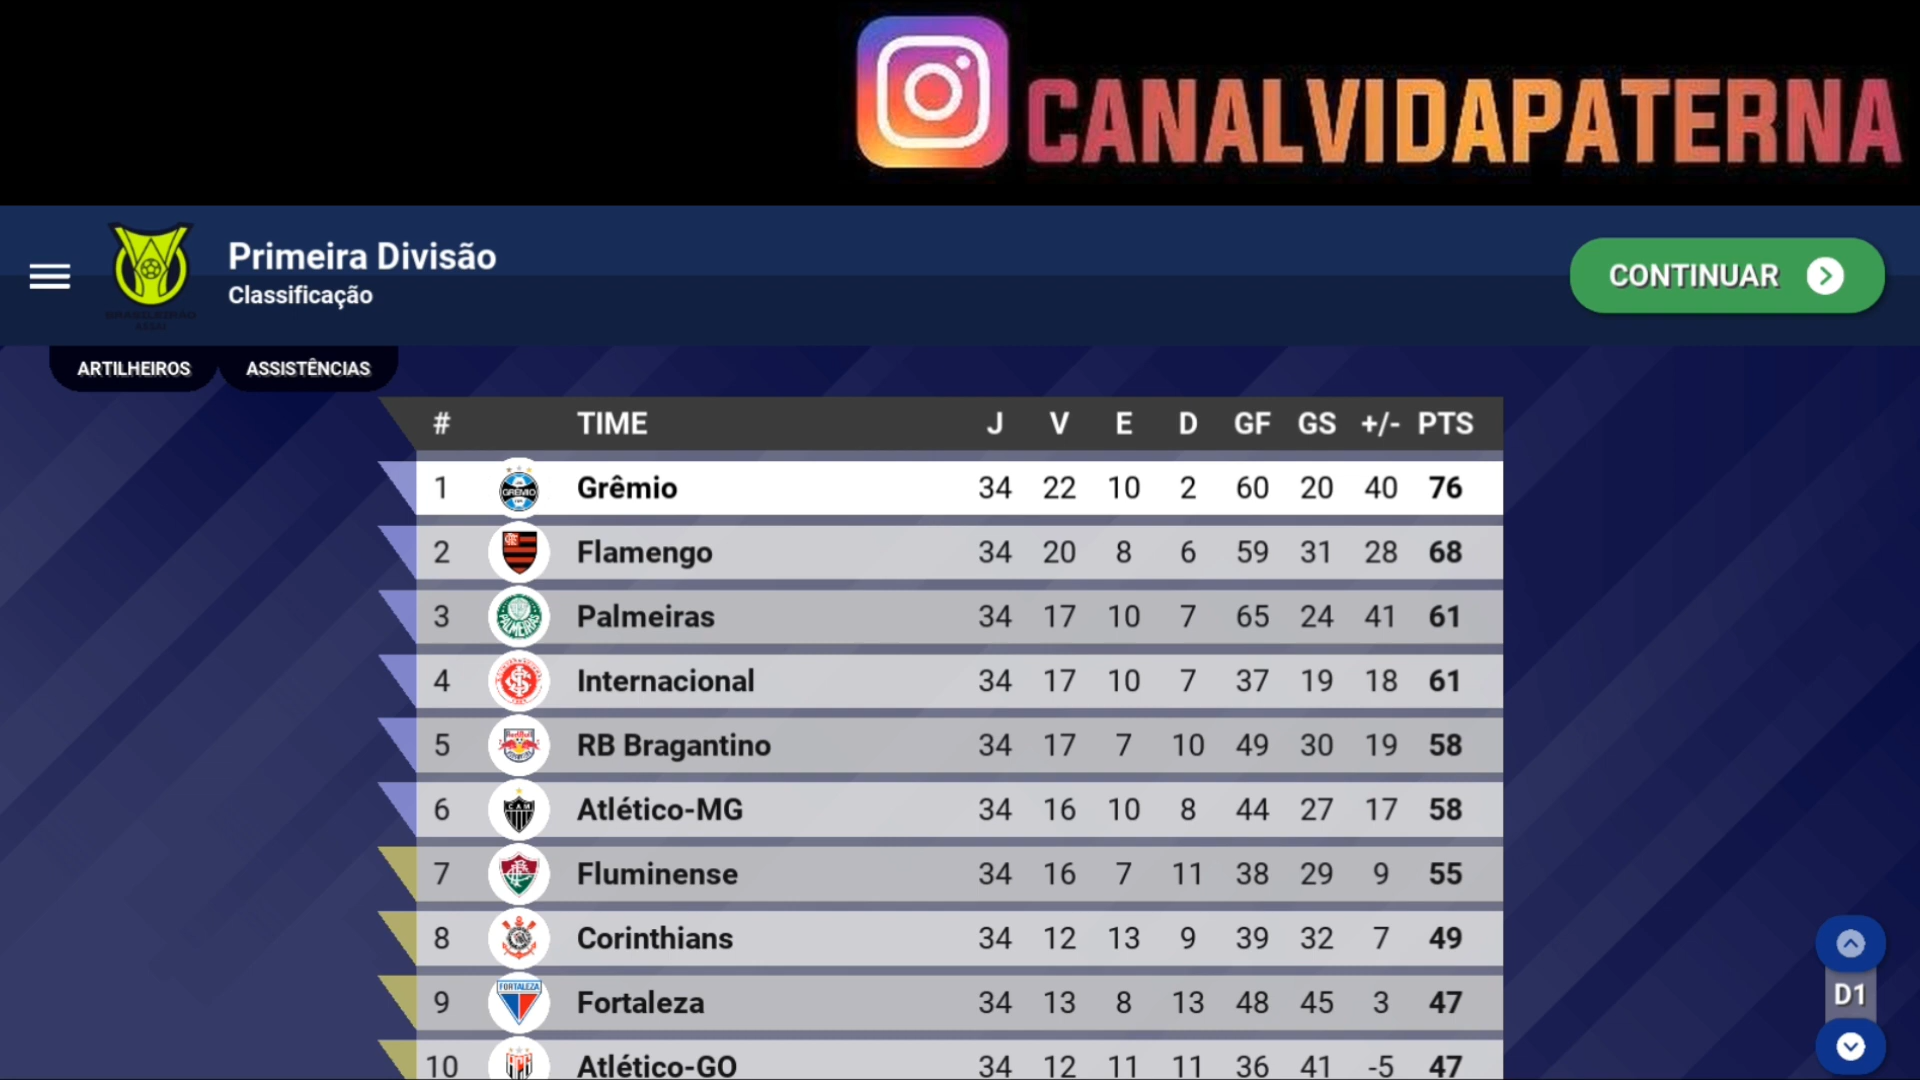 CANALVIDAPATERNA
Primeira Divisão
Classificação
BRASILEIRÃO
ASSAÍ
CONTINUAR
ARTILHEIROS ASSISTÊNCIAS
# TIME J V E D GF GS +/- PTS
1 Grêmio 34 22 10 2 60 20 40 76
2 Flamengo 34 20 8 6 59 31 28 68
3 Palmeiras 34 17 10 7 65 24 41 61
4 Internacional 34 17 10 7 37 19 18 61
5 RB Bragantino 34 17 7 10 49 30 19 58
6 Atlético-MG 34 16 10 8 44 27 17 58
7 Fluminense 34 16 7 11 38 29 9 55
8 Corinthians 34 12 13 9 39 32 7 49
9 Fortaleza 34 13 8 13 48 45 3 47
D1
10 Atlético-GO 34 12 11 11 36 41 -5 47